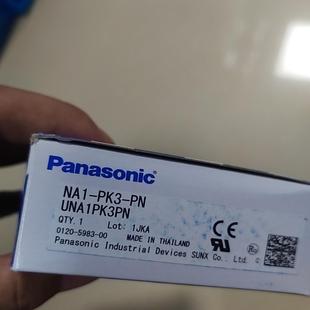 Panasonic
NA1-PK3-PN
UNA1PK3PN
QTY. 1 Lot: 1JKA
0120-5983-00 MADE IN THAILAND
Panasonic Industrial Devices SUNX Co., Ltd.
CE